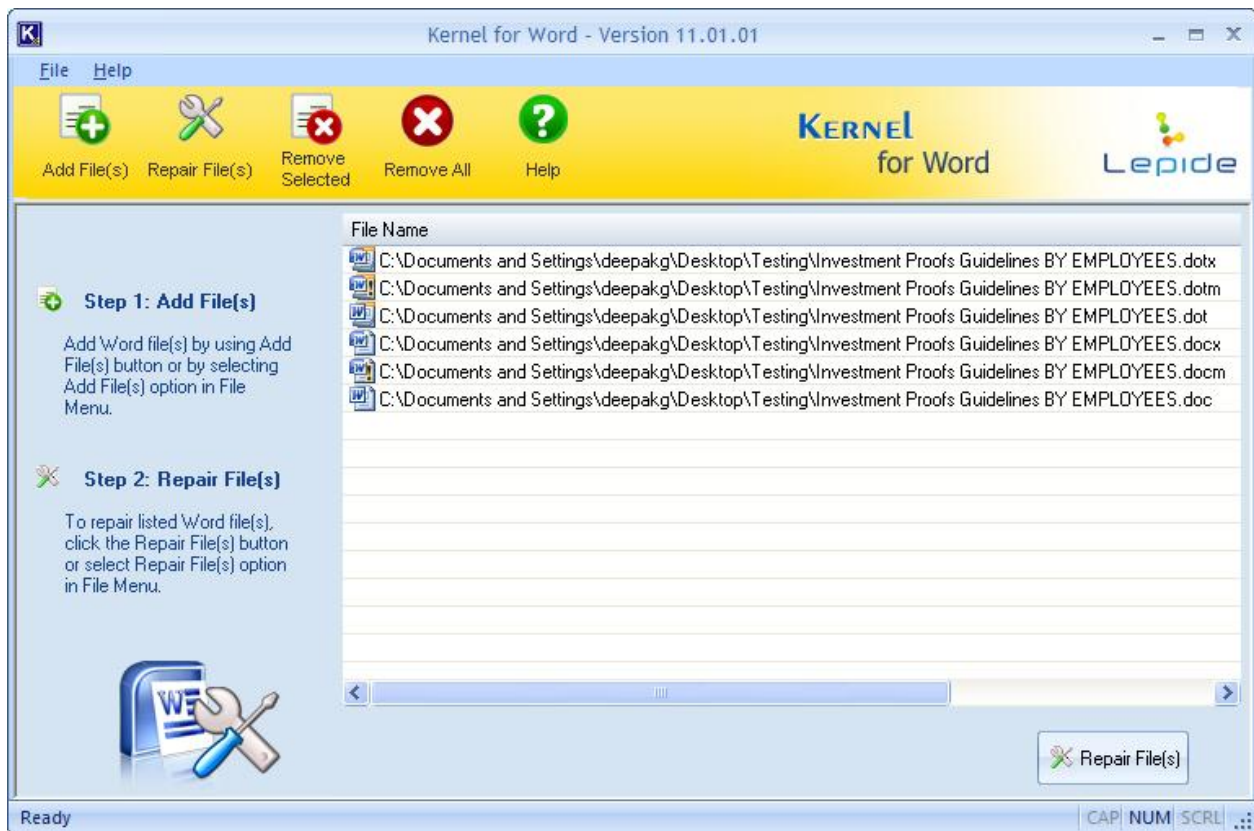 Kernel for Word - Version 11.01.01
File Help
Add File(s) Repair File(s) Remove Selected Remove All Help
KERNEl
for Word
Lepide
File Name
C:\Documents and Settings\deepakg\Desktop\Testing\Investment Proofs Guidelines BY EMPLOYEES.dotx
C:\Documents and Settings\deepakg\Desktop\Testing\Investment Proofs Guidelines BY EMPLOYEES.dotm
C:\Documents and Settings\deepakg\Desktop\Testing\Investment Proofs Guidelines BY EMPLOYEES.dot
C:\Documents and Settings\deepakg\Desktop\Testing\Investment Proofs Guidelines BY EMPLOYEES.docx
C:\Documents and Settings\deepakg\Desktop\Testing\Investment Proofs Guidelines BY EMPLOYEES.docm
C:\Documents and Settings\deepakg\Desktop\Testing\Investment Proofs Guidelines BY EMPLOYEES.doc
Step 1: Add File(s)
Add Word file(s) by using Add
File(s) button or by selecting
Add File(s) option in File
Menu.
Step 2: Repair File(s)
To repair listed Word file(s),
click the Repair File(s) button
or select Repair File(s) option
in File Menu.
Repair File(s)
Ready
CAP NUM SCRL